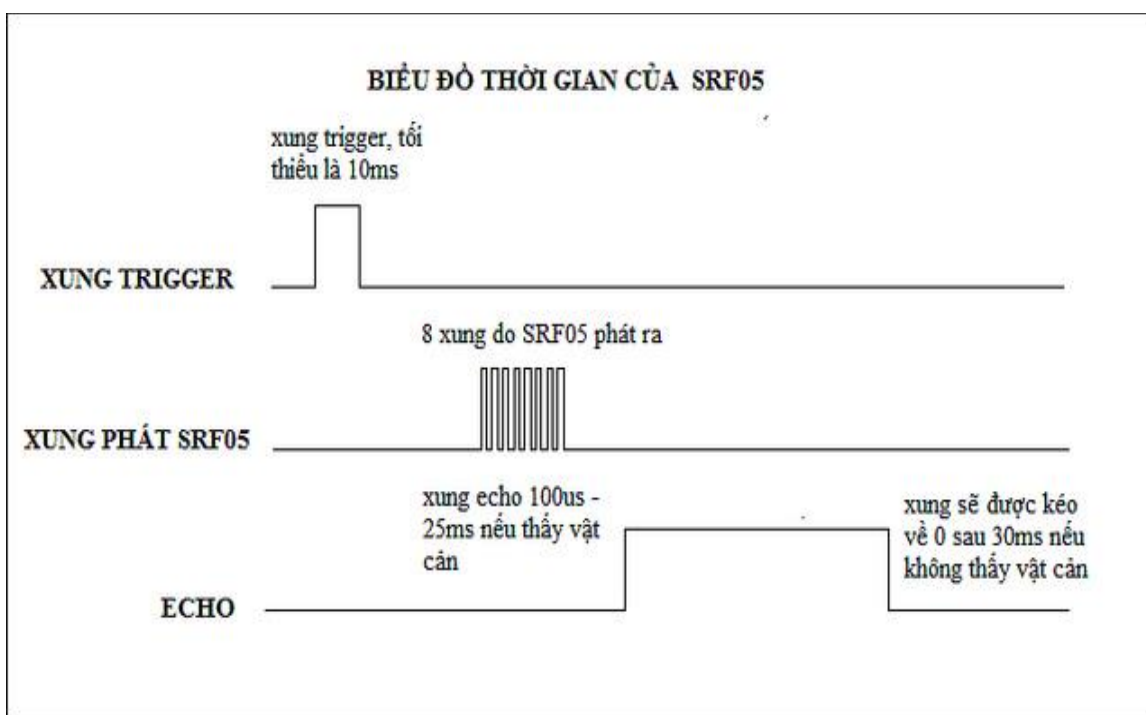 BIỂU ĐỒ THỜI GIAN CỦA SRF05
xung trigger, tối
thiểu là 10ms
XUNG TRIGGER
8 xung do SRF05 phát ra
XUNG PHÁT SRF05
xung echo 100us -
25ms nếu thấy vật
cản
xung sẽ được kéo
về 0 sau 30ms nếu
không thấy vật cản
ECHO